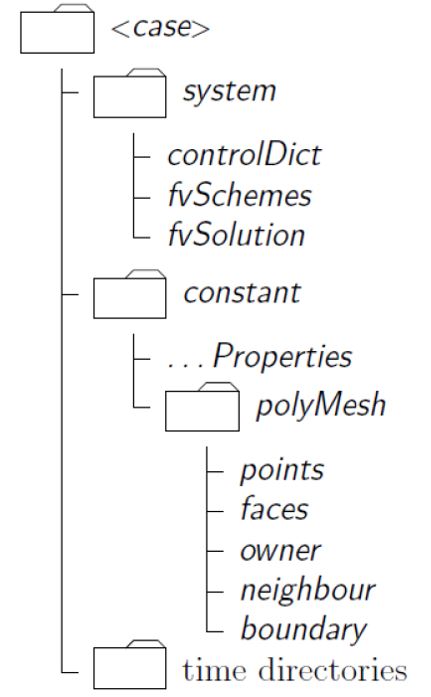 <case>
system
controlDict
fvSchemes
fvSolution
constant
...Properties
polyMesh
points
faces
owner
neighbour
boundary
time directories